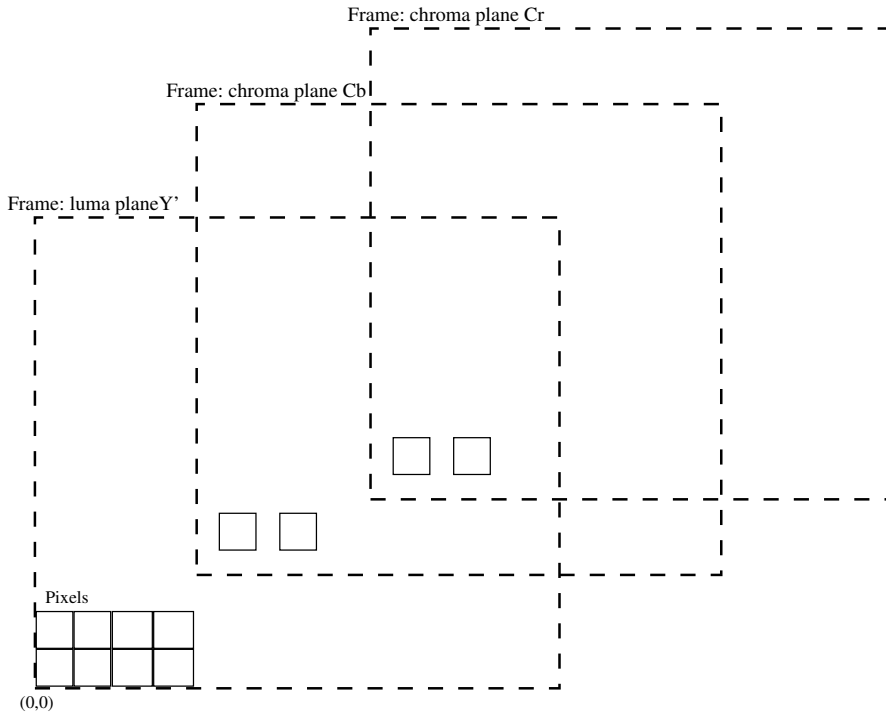 Frame: chroma plane Cr
Frame: chroma plane Cb
Frame: luma planeY’
Pixels
(0,0)